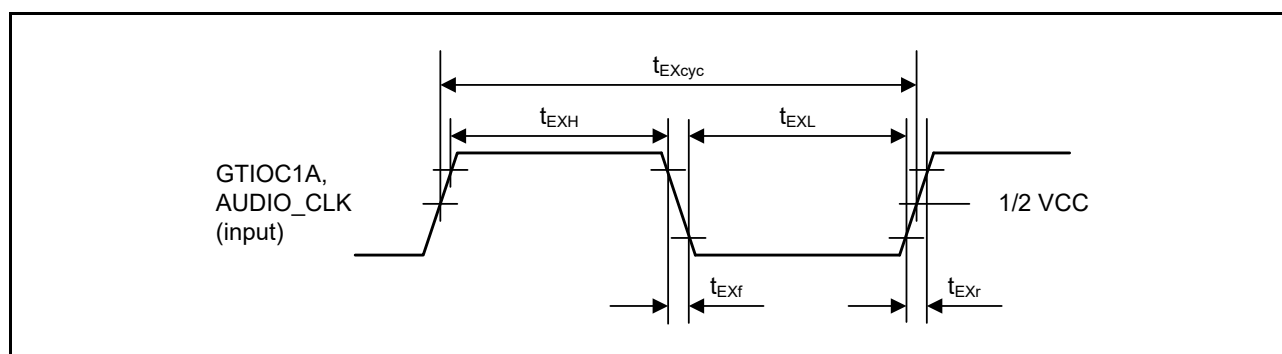 tEXcyc
tEXH
tEXL
GTIOC1A,
AUDIO_CLK
(input)
1/2 VCC
tEXf
tEXr